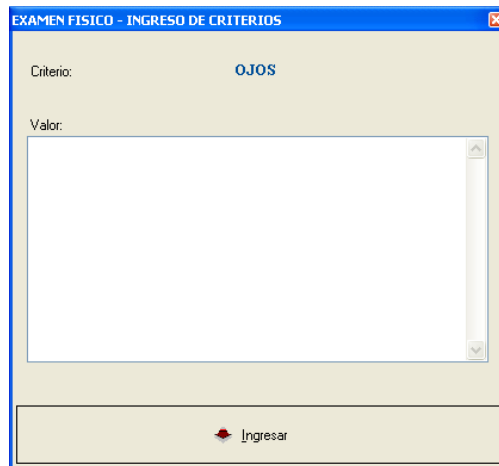 EXAMEN FISICO - INGRESO DE CRITERIOS
Criterio: OJOS
Valor:
Ingresar